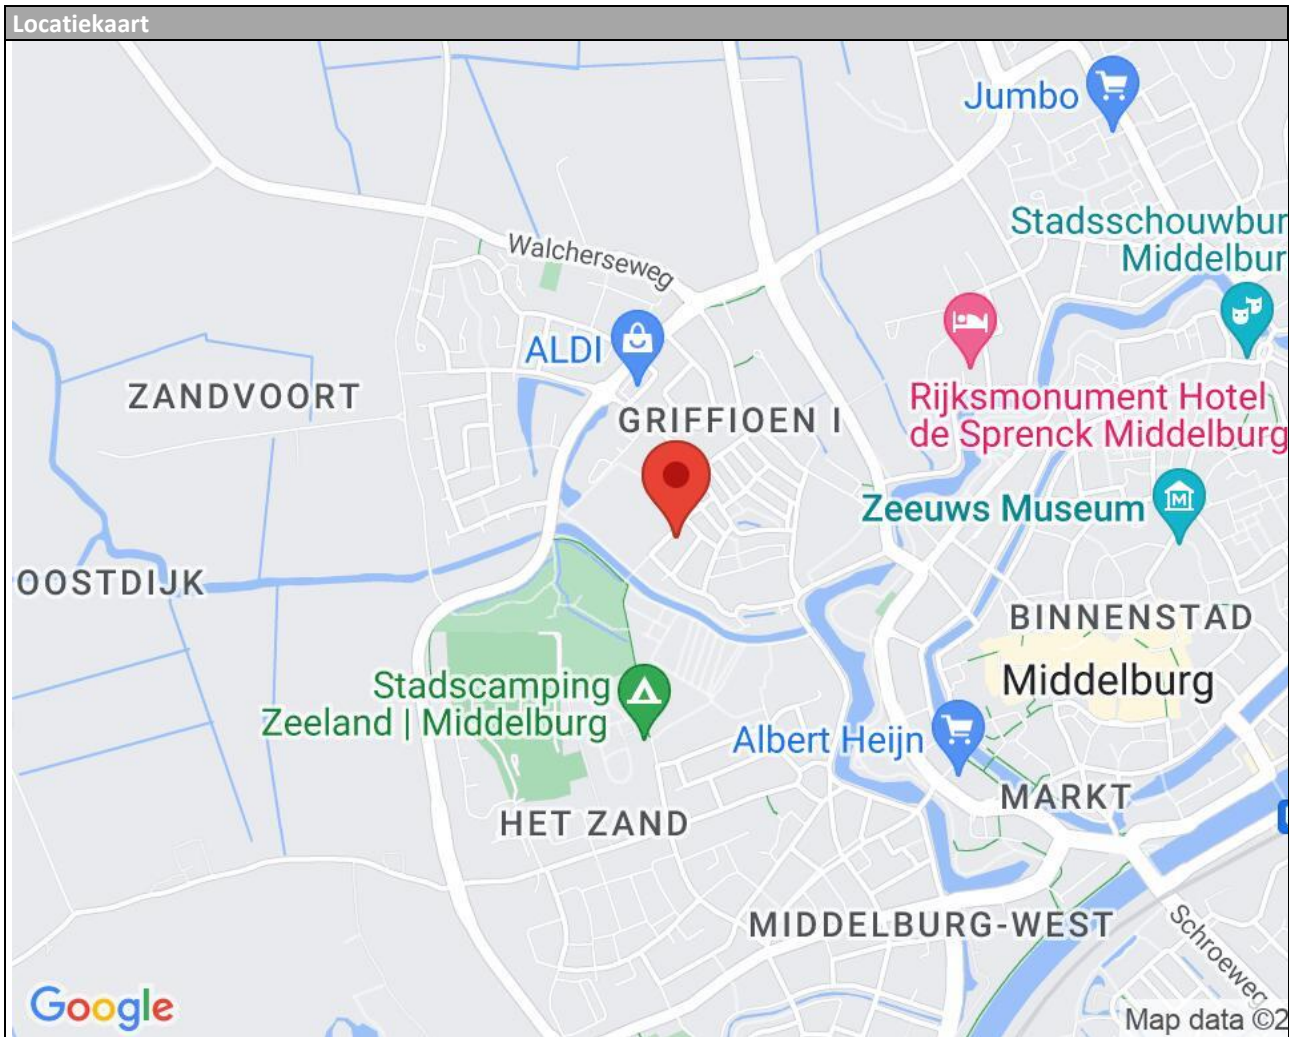 Locatiekaart
Jumbo
Stadsschouwbur
Middelbur
Walcherseweg
ALDI
ZANDVOORT
GRIFFIOEN I
Rijksmonument Hotel
de Sprenck Middelburg
Zeeuws Museum
OOSTDIJK
BINNENSTAD
Middelburg
Stadscamping
Zeeland | Middelburg
Albert Heijn
MARKT
HET ZAND
MIDDELBURG-WEST
Schroeweg
Google
Map data ©2